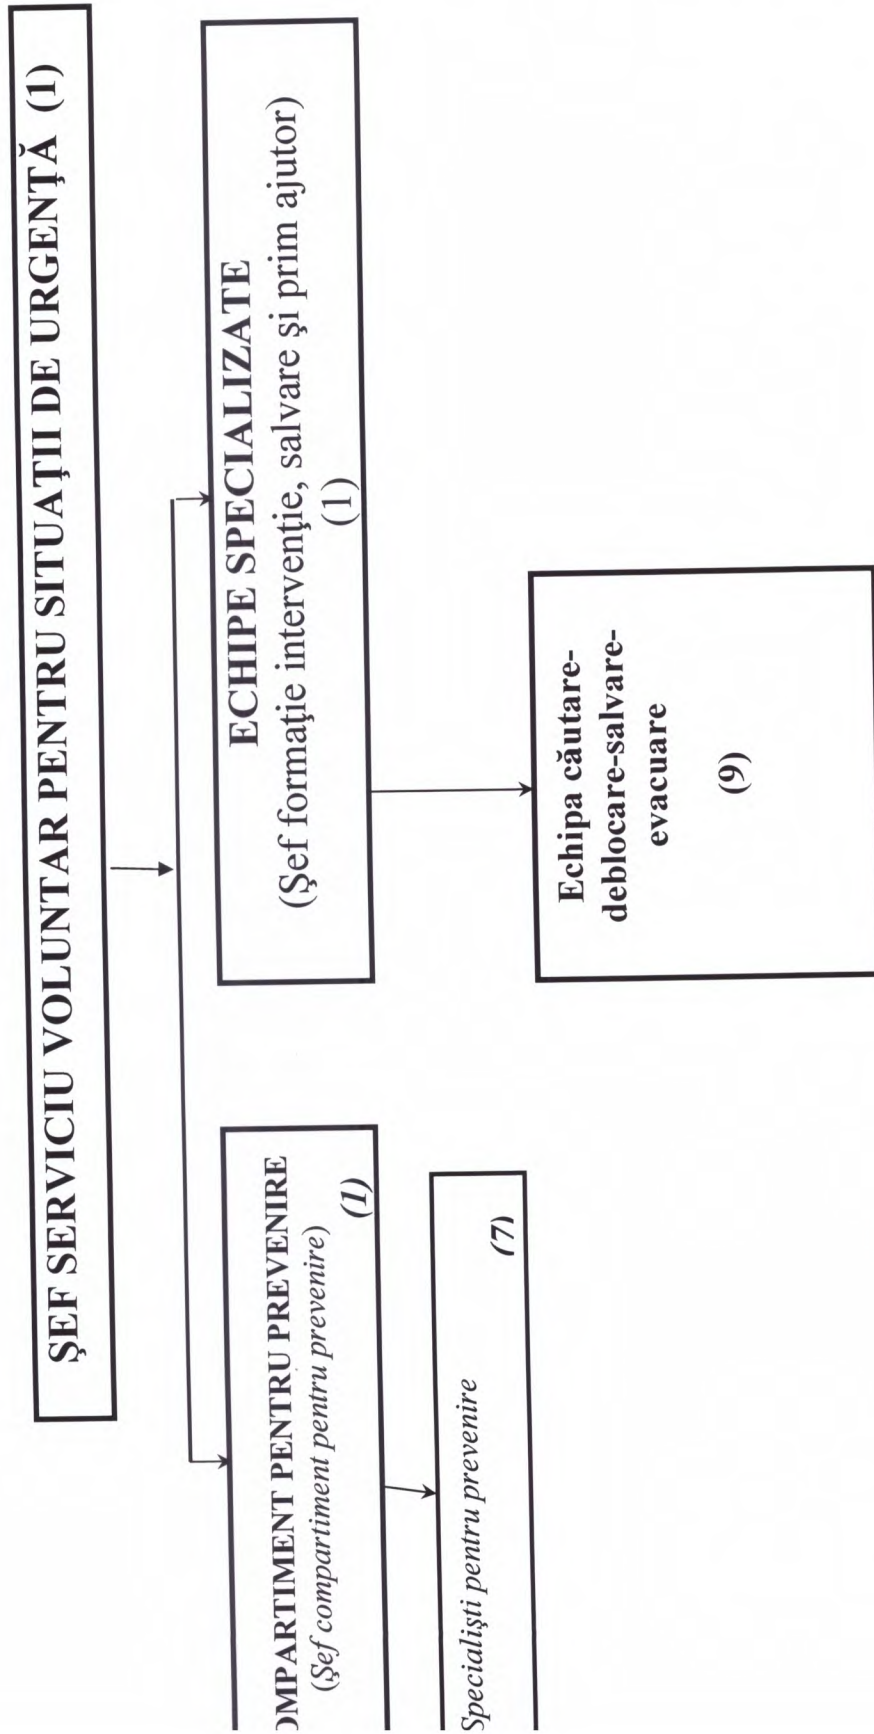 ŞEF SERVICIU VOLUNTAR PENTRU SITUAŢII DE URGENŢĂ (1)
OMPARTIMENT PENTRU PREVENIRE
(Şef compartiment pentru prevenire)
(1)
Specialişti pentru prevenire
(7)
ECHIPE SPECIALIZATE
(Şef formaţie intervenţie, salvare şi prim ajutor)
(1)
Echipa căutare-
deblocare-salvare-
evacuare
(9)